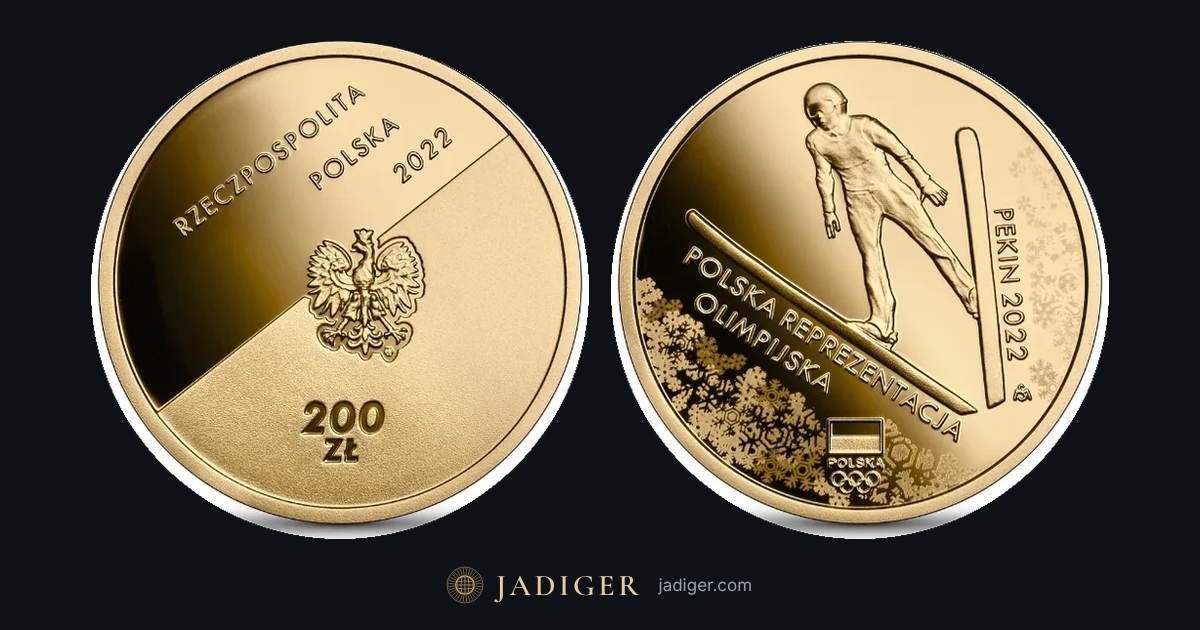 RZECZPOSPOLITA
POLSKA
2022
200
ZŁ
POLSKA REPREZENTACJA
OLIMPIJSKA
PEKIN 2022
POLSKA
JADIGER
jadiger.com